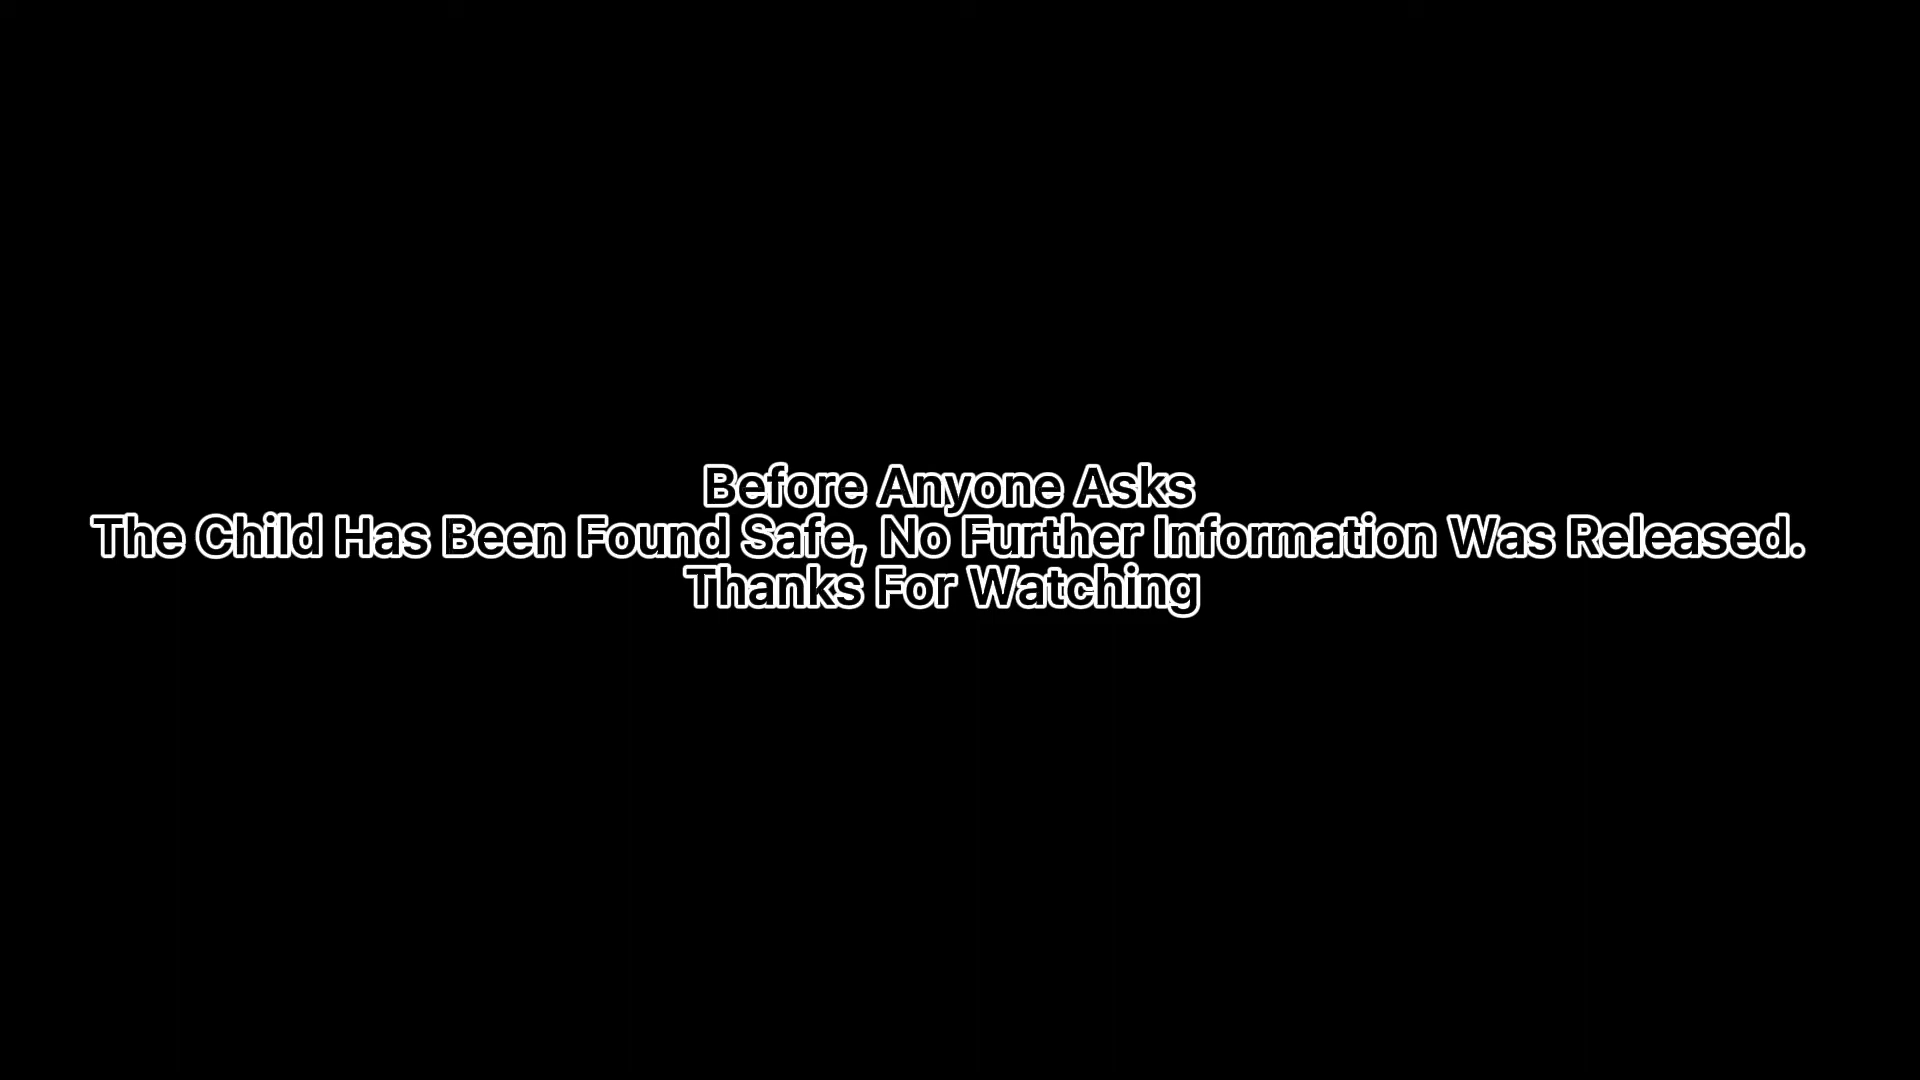 Before Anyone Asks
The Child Has Been Found Safe, No Further Information Was Released.
Thanks For Watching